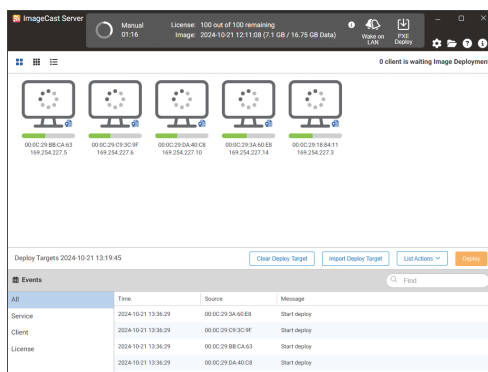 ImageCast Server
Manual
01:16
License: 100 out of 100 remaining
Image: 2024-10-21 12:11:08 (7.1 GB / 16.75 GB Data)
Wake on
LAN
PXE
Deploy
0 client is waiting Image Deployment
00:0C:29:BB:CA:63
169.254.227.5
00:0C:29:C9:3C:9F
169.254.227.6
00:0C:29:DA:40:C8
169.254.227.10
00:0C:29:3A:60:EB
169.254.227.14
00:0C:29:18:84:11
169.254.227.3
Deploy Targets 2024-10-21 13:19:45
Clear Deploy Target
Import Deploy Target
List Actions
Deploy
Events
Find
All
Service
Client
License
Time Source Message
2024-10-21 13:36:29 00:0C:29:3A:60:EB Start deploy
2024-10-21 13:36:29 00:0C:29:C9:3C:9F Start deploy
2024-10-21 13:36:29 00:0C:29:BB:CA:63 Start deploy
2024-10-21 13:36:29 00:0C:29:DA:40:C8 Start deploy